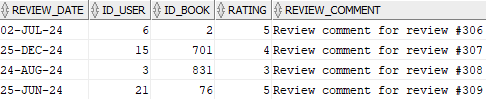 REVIEW_DATE ID_USER ID_BOOK RATING REVIEW_COMMENT
02-JUL-24 6 2 5 Review comment for review #306
25-DEC-24 15 701 4 Review comment for review #307
24-AUG-24 3 831 3 Review comment for review #308
25-JUN-24 21 76 5 Review comment for review #309